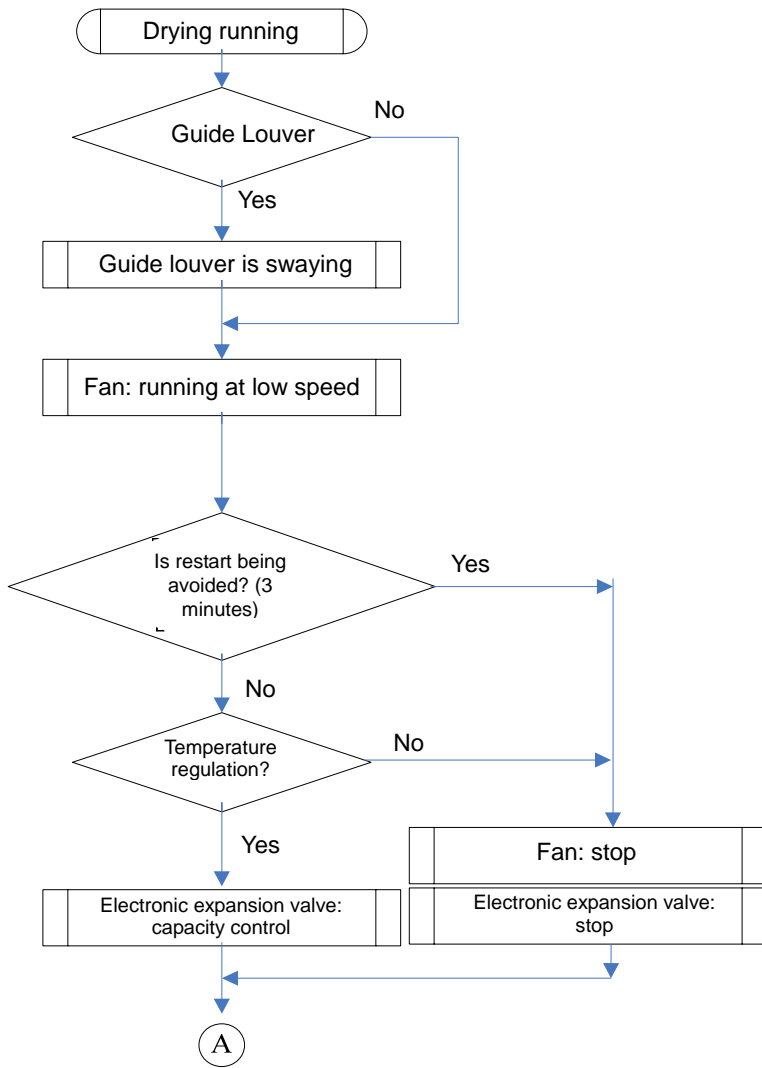 Drying running
No
Guide Louver
Yes
Guide louver is swaying
Fan: running at low speed
Is restart being
avoided? (3
minutes)
Yes
No
Temperature
regulation?
No
Yes
Fan: stop
Electronic expansion valve:
capacity control
Electronic expansion valve:
stop
A